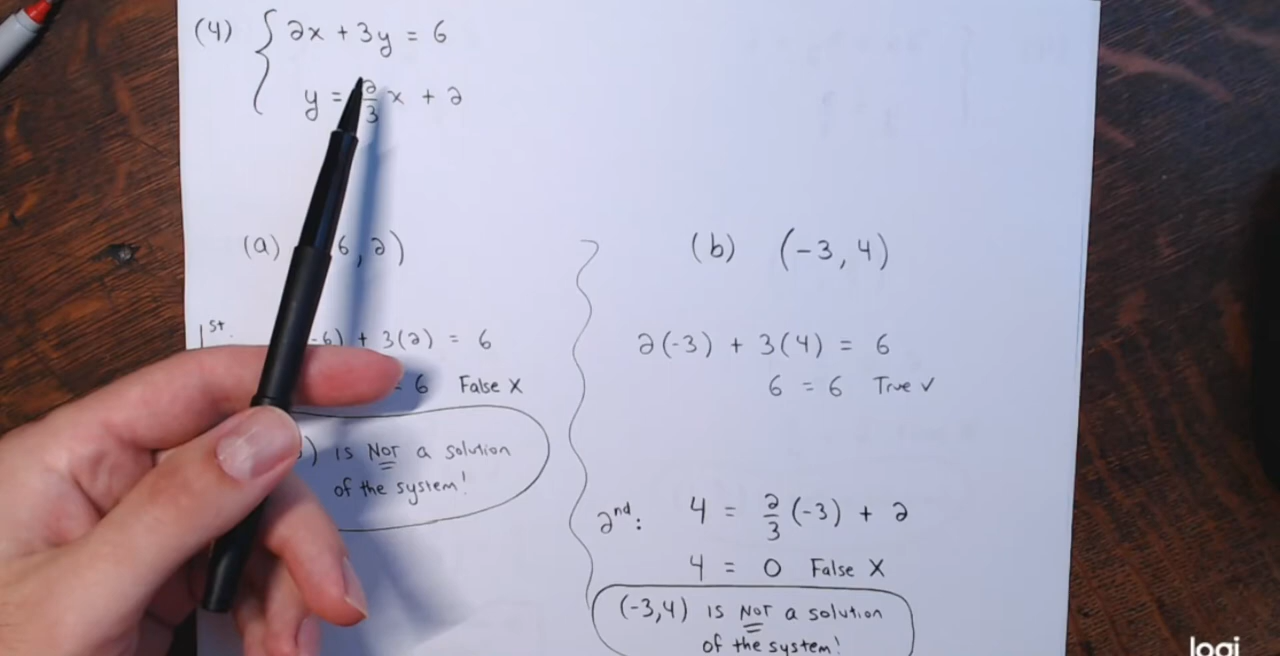 (4) { 2x + 3y = 6
y = 2/3 x + 2
(a) 6, 2)
1st -6) + 3(2) = 6
= 6 False X
) is NOT a solution
of the system!
(b) (-3, 4)
2(-3) + 3(4) = 6
6 = 6 True ✓
2nd: 4 = 2/3 (-3) + 2
4 = 0 False X
(-3,4) is NOT a solution
of the system!
logi